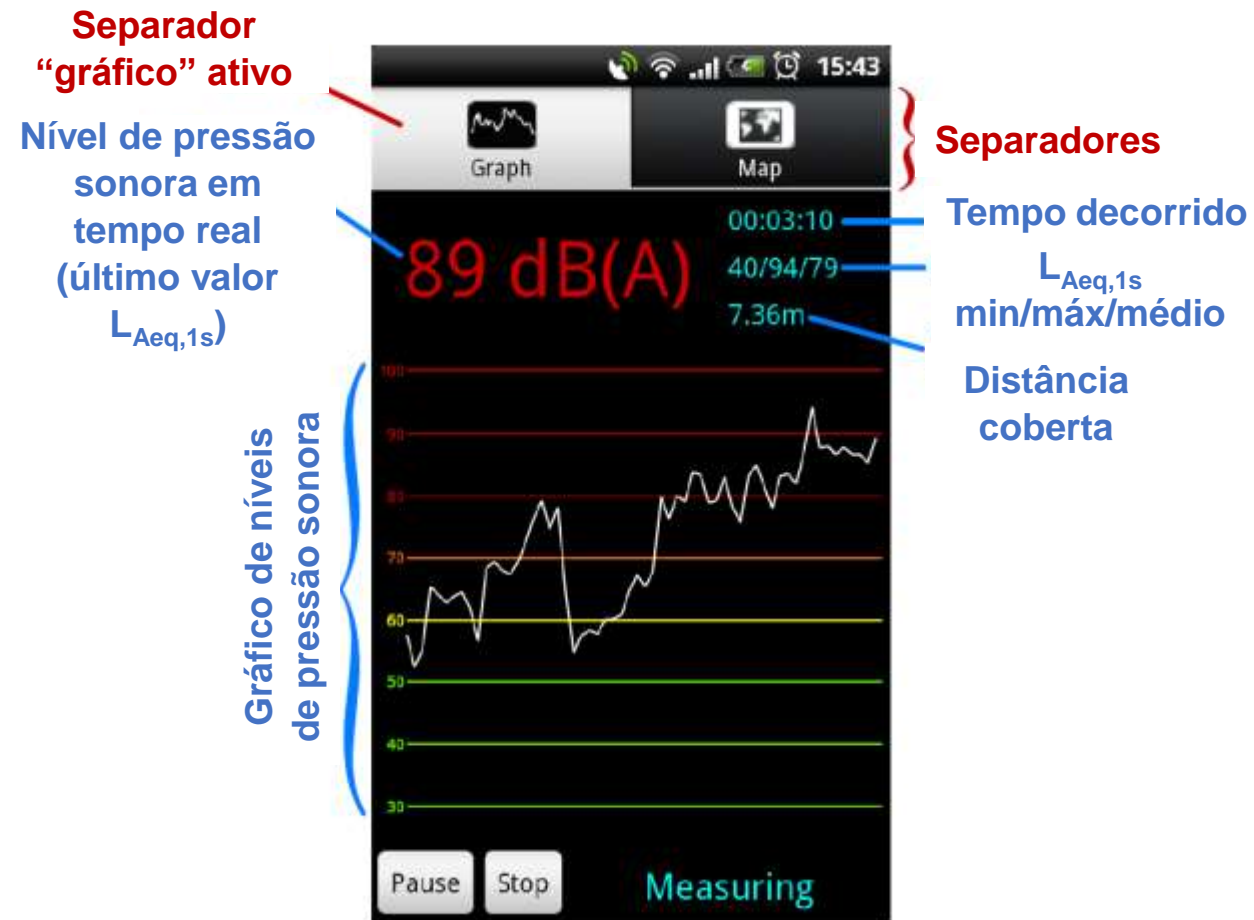 Separador
“gráfico” ativo
Nível de pressão
sonora em
tempo real
(último valor
LAeq,1s)
Gráfico de níveis
de pressão sonora
15:43
Graph
Map
89 dB(A)
00:03:10
40/94/79
7.36m
100
90
80
70
60
50
40
30
Pause
Stop
Measuring
Separadores
Tempo decorrido
LAeq,1s
min/máx/médio
Distância
coberta